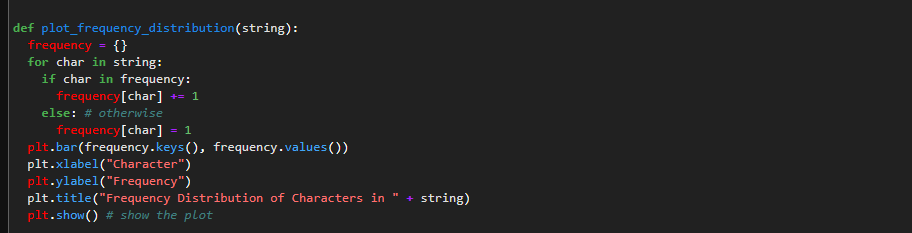 def plot_frequency_distribution(string):
  frequency = {}
  for char in string:
    if char in frequency:
      frequency[char] += 1
    else: # otherwise
      frequency[char] = 1
  plt.bar(frequency.keys(), frequency.values())
  plt.xlabel("Character")
  plt.ylabel("Frequency")
  plt.title("Frequency Distribution of Characters in " + string)
  plt.show() # show the plot